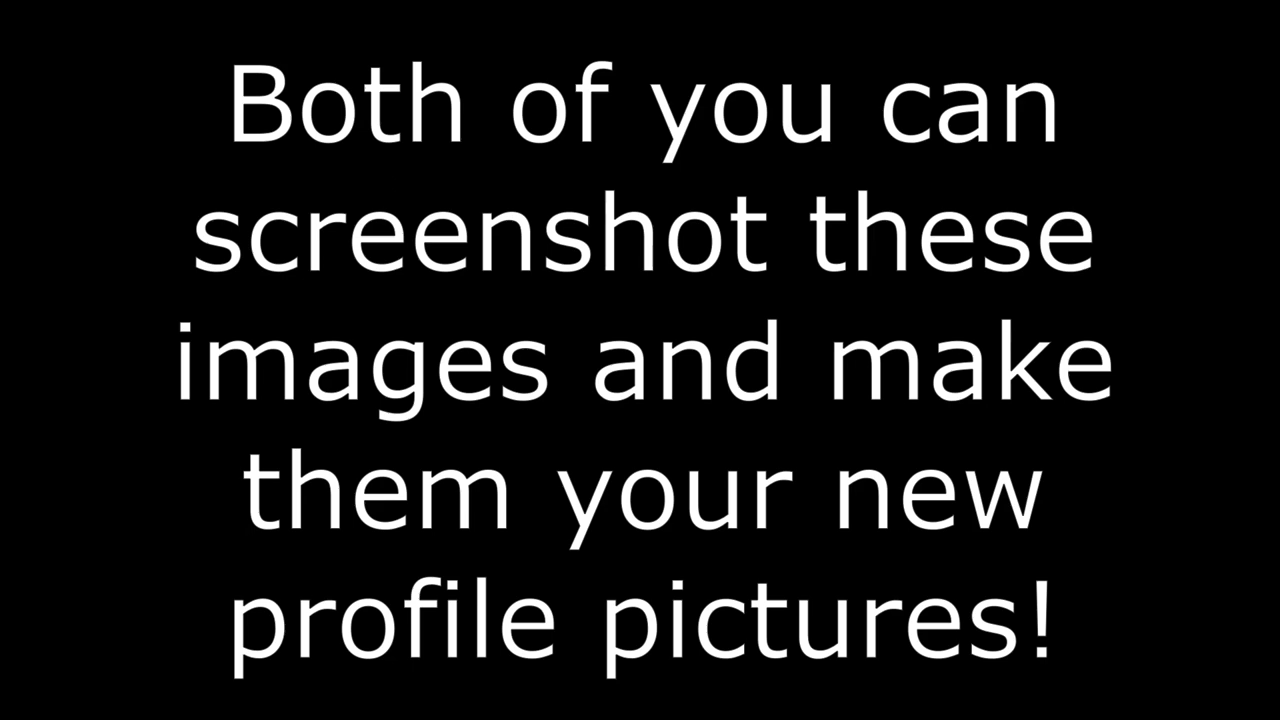 Both of you can
screenshot these
images and make
them your new
profile pictures!